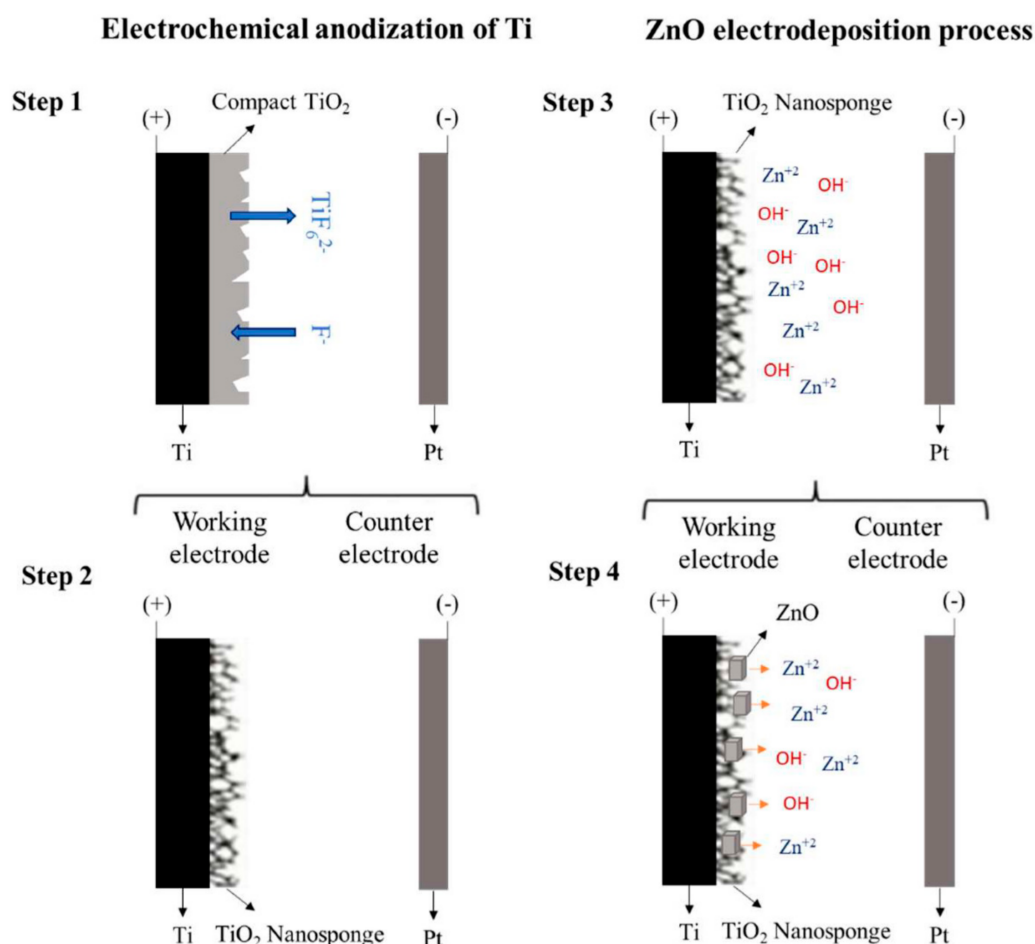 Electrochemical anodization of Ti
ZnO electrodeposition process
Step 1
Compact TiO₂
(+)
(-)
TiF₆²⁻
F⁻
Ti
Pt
Working electrode
Counter electrode
Step 2
(+)
(-)
Ti
TiO₂ Nanosponge
Pt
Step 3
TiO₂ Nanosponge
(+)
(-)
Zn⁺²
OH⁻
OH⁻
Zn⁺²
OH⁻
OH⁻
Zn⁺²
OH⁻
Zn⁺²
OH⁻
Zn⁺²
Ti
Pt
Working electrode
Counter electrode
Step 4
(+)
(-)
ZnO
Zn⁺²
OH⁻
Zn⁺²
OH⁻
Zn⁺²
OH⁻
Zn⁺²
Ti
TiO₂ Nanosponge
Pt